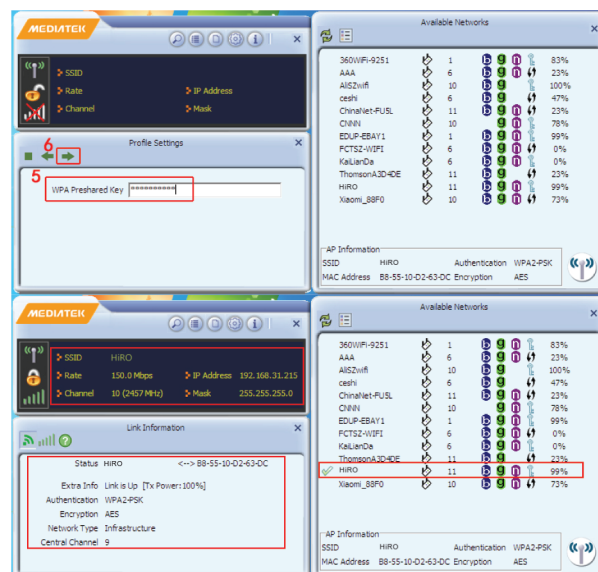 MEDIATEK
SSID
Rate
IP Address
Channel
Mask
Profile Settings
6
5
WPA Preshared Key **********
Available Networks
360WiFi-9251 1 b g n 83%
AAA 6 b g n 23%
AliSZwifi 10 b g 100%
ceshi 6 b g 47%
ChinaNet-FUSL 11 b g n 23%
CNNN 10 g n 78%
EDUP-EBAY1 1 b g n 99%
FCTSZ-WIFI 6 b g n 0%
KaiLianDa 6 b g n 0%
ThomsonA3D4DE 11 b g 23%
HiRO 11 b g n 99%
Xiaomi_88F0 10 b g n 73%
AP Information
SSID HiRO Authentication WPA2-PSK
MAC Address B8-55-10-D2-63-DC Encryption AES
MEDIATEK
SSID HiRO
Rate 150.0 Mbps IP Address 192.168.31.215
Channel 10 (2457 MHz) Mask 255.255.255.0
Link Information
Status HiRO <--> B8-55-10-D2-63-DC
Extra Info Link is Up [Tx Power:100%]
Authentication WPA2-PSK
Encryption AES
Network Type Infrastructure
Central Channel 9
Available Networks
360WiFi-9251 1 b g n 83%
AAA 6 b g n 23%
AliSZwifi 10 b g 100%
ceshi 6 b g 47%
ChinaNet-FUSL 11 b g n 23%
CNNN 10 g n 78%
EDUP-EBAY1 1 b g n 99%
FCTSZ-WIFI 6 b g n 0%
KaiLianDa 6 b g n 0%
ThomsonA3D4DE 11 b g 23%
HiRO 11 b g n 99%
Xiaomi_88F0 10 b g n 73%
AP Information
SSID HiRO Authentication WPA2-PSK
MAC Address B8-55-10-D2-63-DC Encryption AES